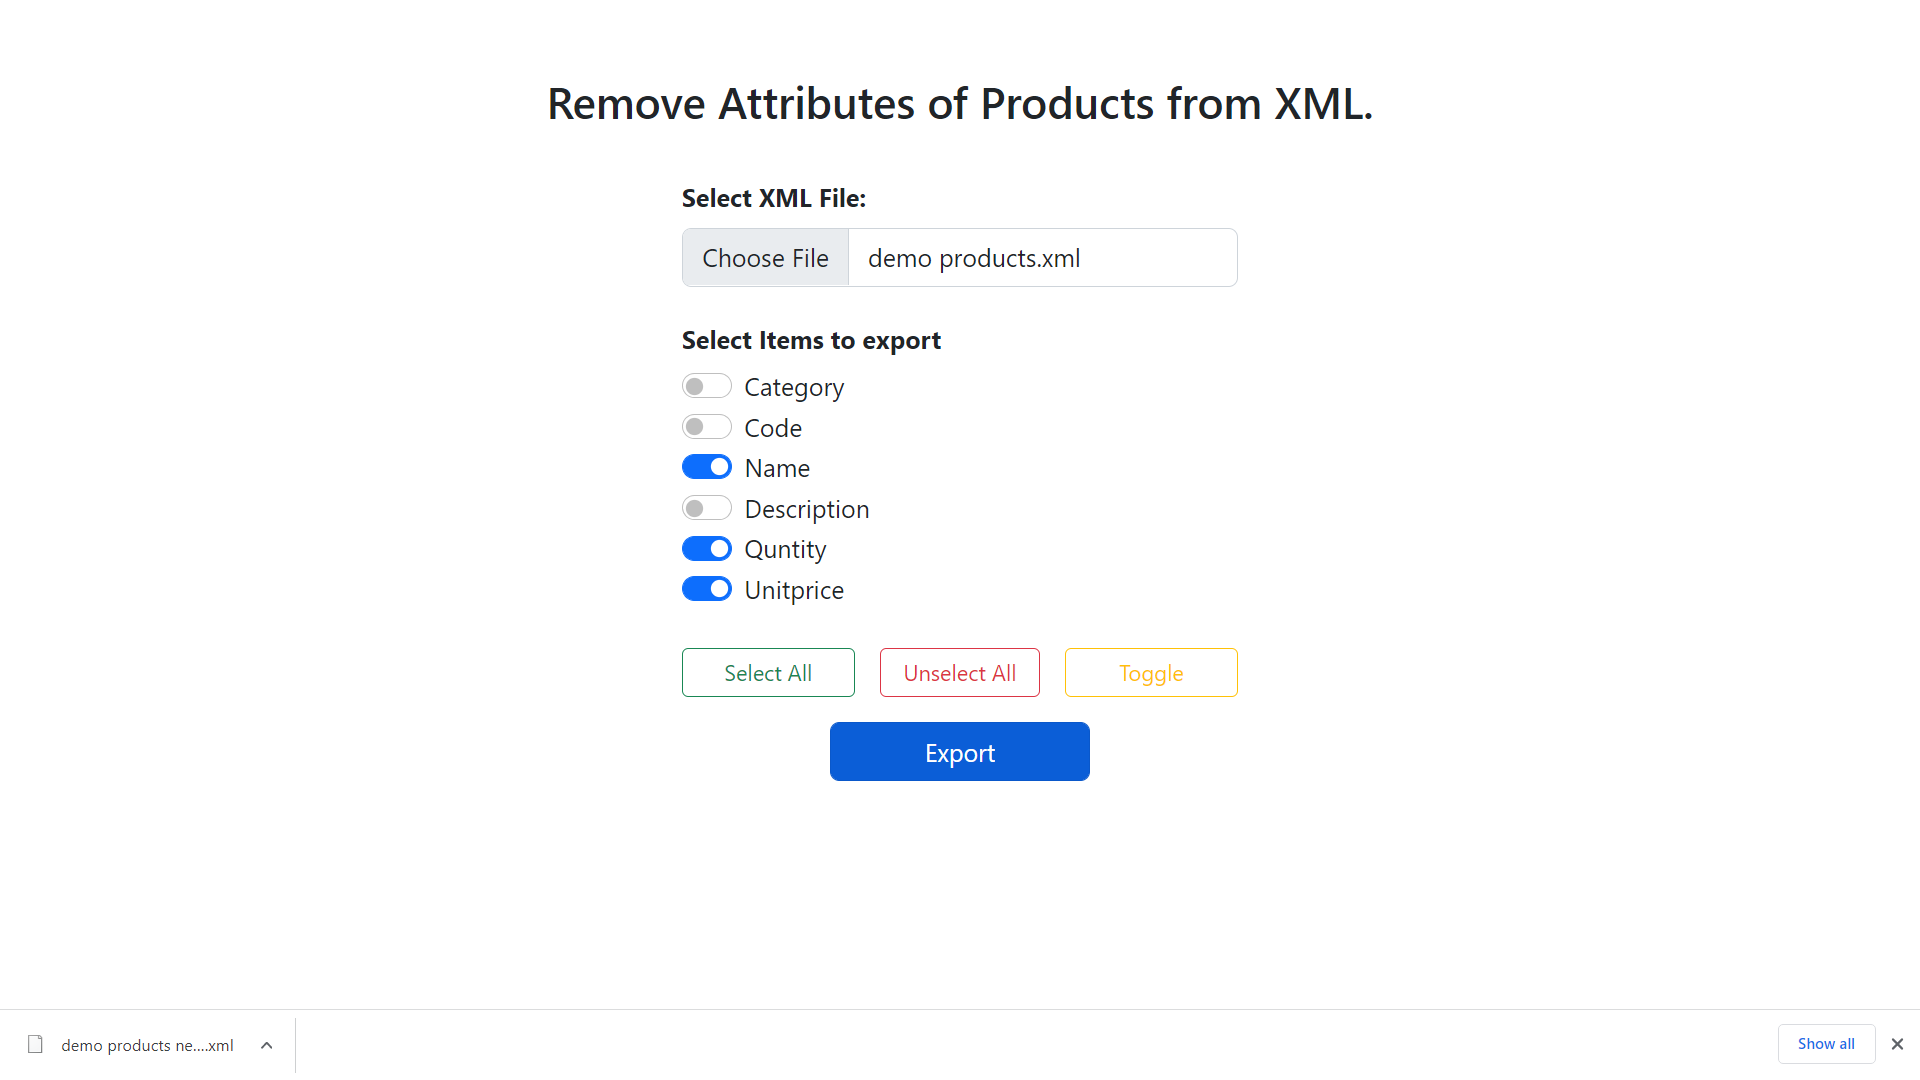 Remove Attributes of Products from XML.
Select XML File:
Choose File demo products.xml
Select Items to export
Category
Code
Name
Description
Quntity
Unitprice
Select All Unselect All Toggle
Export
demo products ne....xml Show all